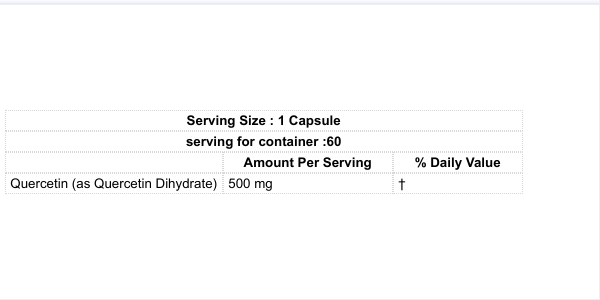 Serving Size : 1 Capsule
serving for container :60
Amount Per Serving % Daily Value
Quercetin (as Quercetin Dihydrate) 500 mg †